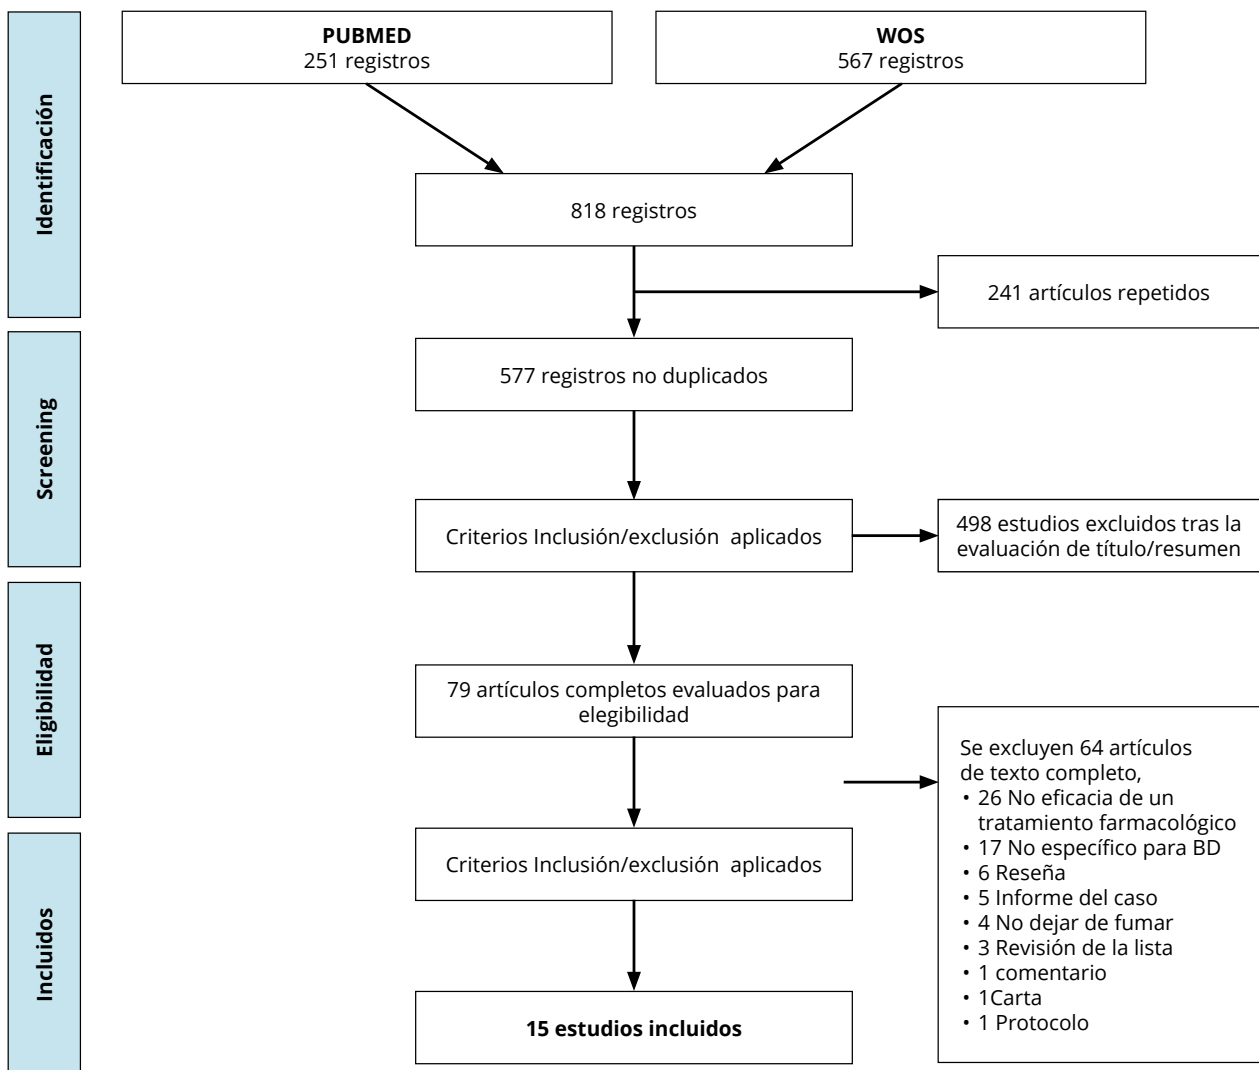 PUBMED
251 registros
WOS
567 registros
Identificación
818 registros
241 artículos repetidos
Screening
577 registros no duplicados
Criterios Inclusión/exclusión aplicados
498 estudios excluidos tras la
evaluación de título/resumen
Eligibilidad
79 artículos completos evaluados para
elegibilidad
Se excluyen 64 artículos
de texto completo,
• 26 No eficacia de un
tratamiento farmacológico
• 17 No específico para BD
• 6 Reseña
• 5 Informe del caso
• 4 No dejar de fumar
• 3 Revisión de la lista
• 1 comentario
• 1Carta
• 1 Protocolo
Incluidos
Criterios Inclusión/exclusión aplicados
15 estudios incluidos